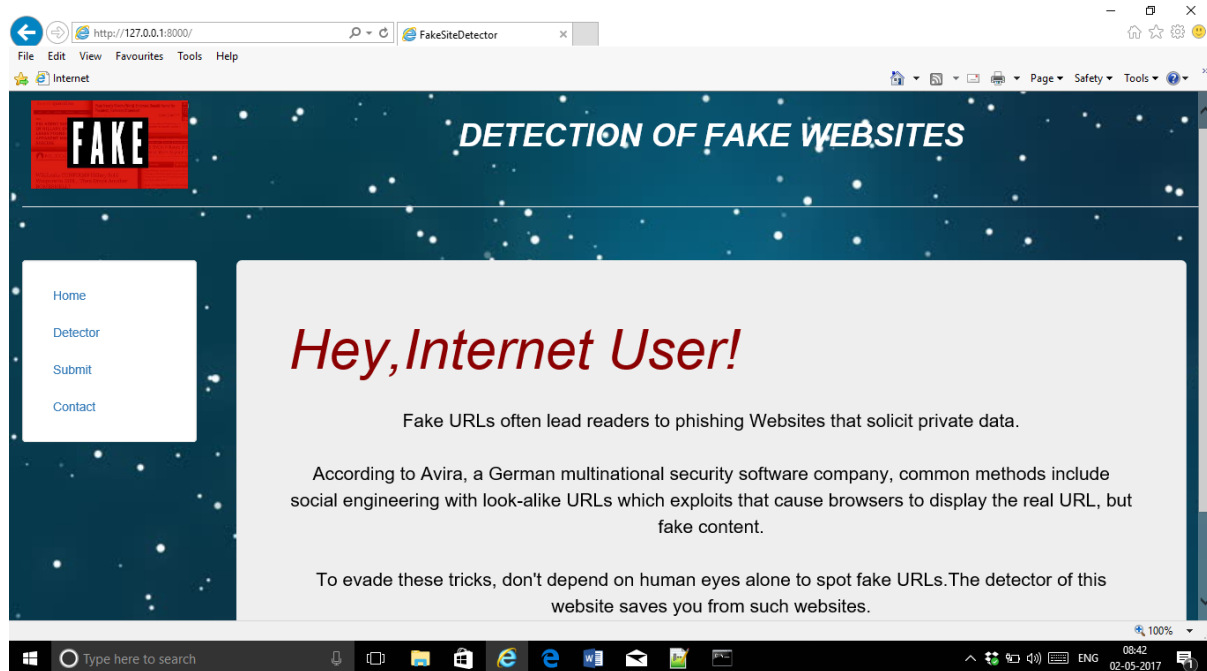 http://127.0.0.1:8000/
FakeSiteDetector
File Edit View Favourites Tools Help
Internet
Page Safety Tools
FAKE
DETECTION OF FAKE WEBSITES
Home
Detector
Submit
Contact
Hey,Internet User!
Fake URLs often lead readers to phishing Websites that solicit private data.
According to Avira, a German multinational security software company, common methods include
social engineering with look-alike URLs which exploits that cause browsers to display the real URL, but
fake content.
To evade these tricks, don't depend on human eyes alone to spot fake URLs.The detector of this
website saves you from such websites.
100%
Type here to search
ENG
08:42
02-05-2017